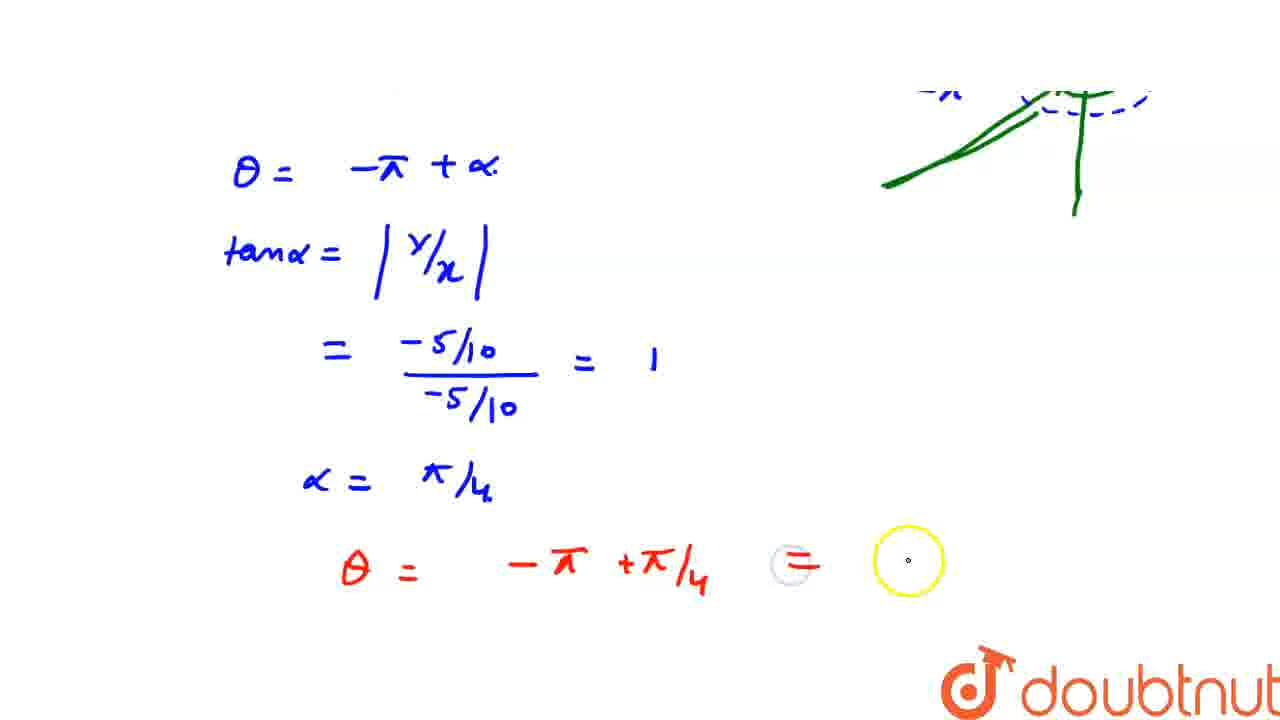 -π
θ = -π + α
tanα = |y/x|
= -5/10 / -5/10 = 1
α = π/4
θ = -π + π/4 =
doubtnut